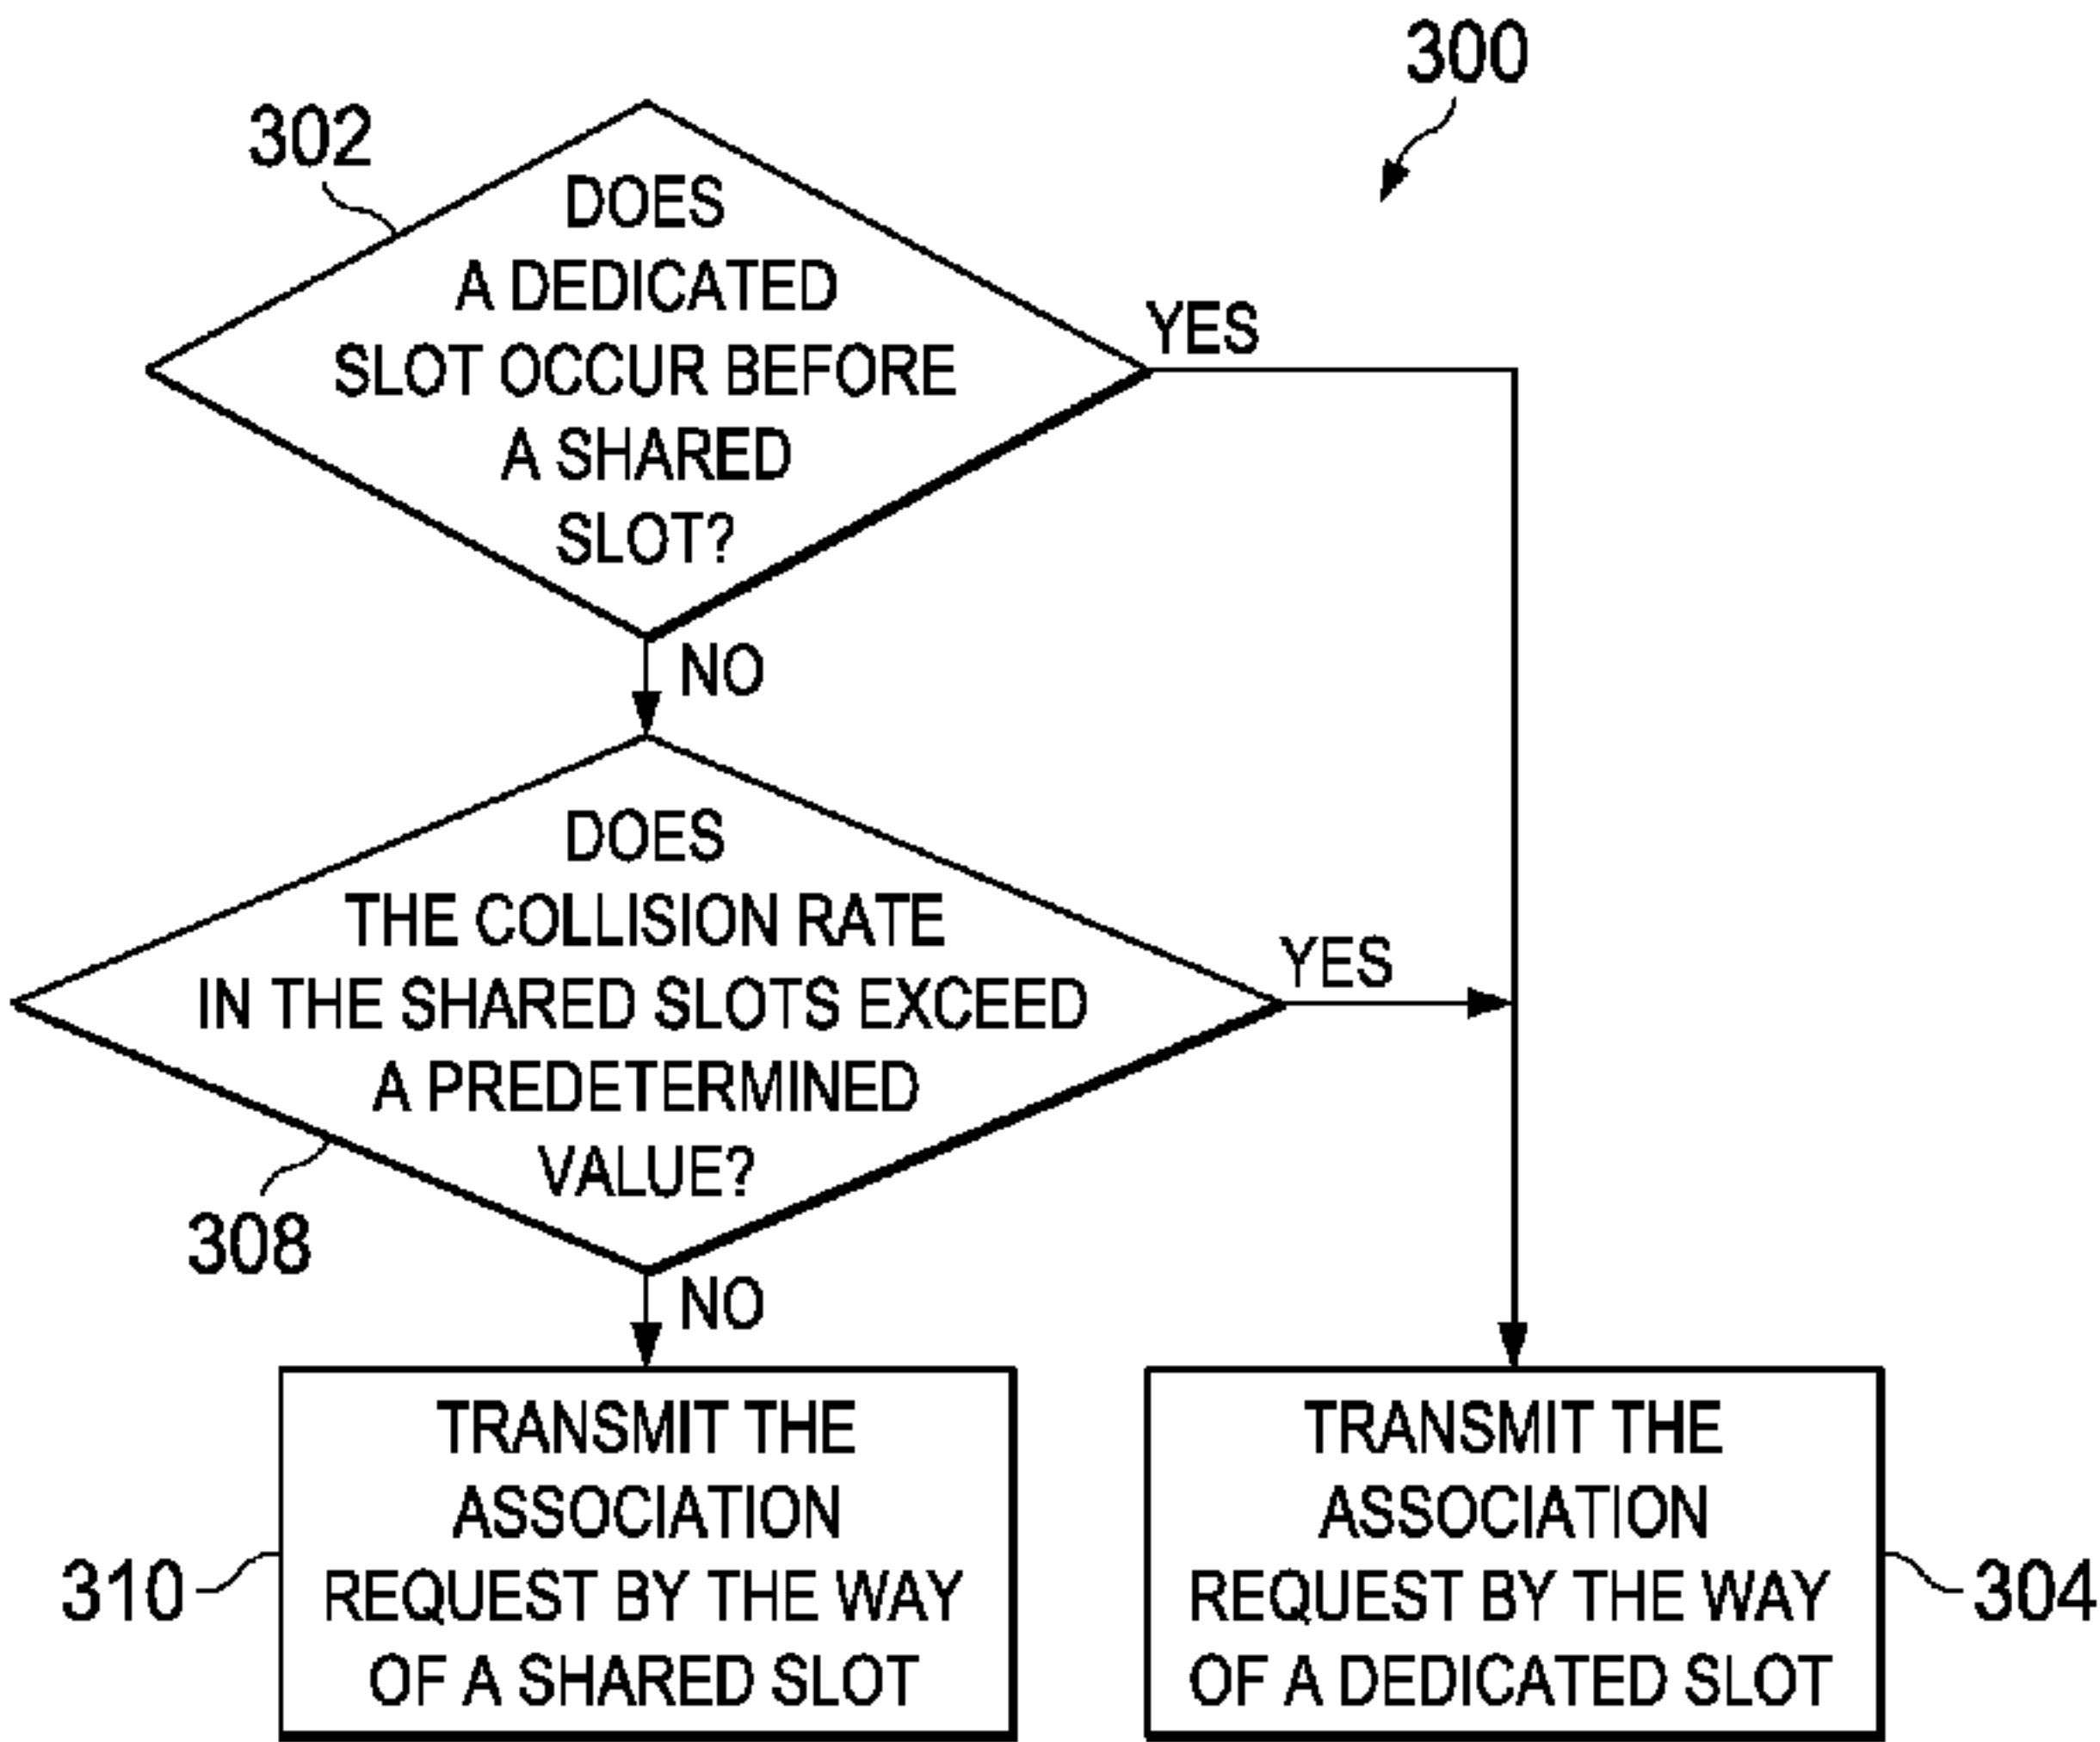 300
302
DOES
A DEDICATED
SLOT OCCUR BEFORE
A SHARED
SLOT?
YES
NO
DOES
THE COLLISION RATE
IN THE SHARED SLOTS EXCEED
A PREDETERMINED
VALUE?
YES
308
NO
TRANSMIT THE
ASSOCIATION
REQUEST BY THE WAY
OF A SHARED SLOT
310
TRANSMIT THE
ASSOCIATION
REQUEST BY THE WAY
OF A DEDICATED SLOT
304